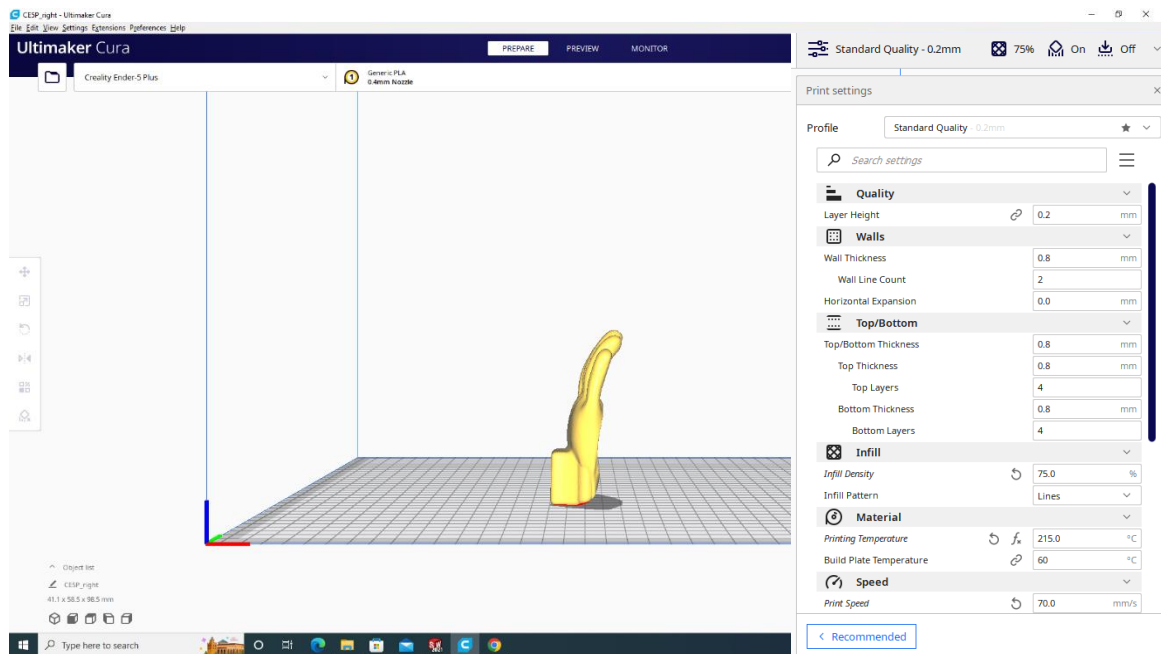 CE5P_right - Ultimaker Cura
File Edit View Settings Extensions Preferences Help
Ultimaker Cura
PREPARE PREVIEW MONITOR
Creality Ender-5 Plus
1
Generic PLA
0.4mm Nozzle
Standard Quality - 0.2mm 75% On Off
Print settings
Profile Standard Quality - 0.2mm
Search settings
Quality
Layer Height 0.2 mm
Walls
Wall Thickness 0.8 mm
Wall Line Count 2
Horizontal Expansion 0.0 mm
Top/Bottom
Top/Bottom Thickness 0.8 mm
Top Thickness 0.8 mm
Top Layers 4
Bottom Thickness 0.8 mm
Bottom Layers 4
Infill
Infill Density 75.0 %
Infill Pattern Lines
Material
Printing Temperature fx 215.0 °C
Build Plate Temperature 60 °C
Speed
Print Speed 70.0 mm/s
Recommended
Object list
CE5P_right
41.1 x 58.5 x 98.5 mm
Type here to search